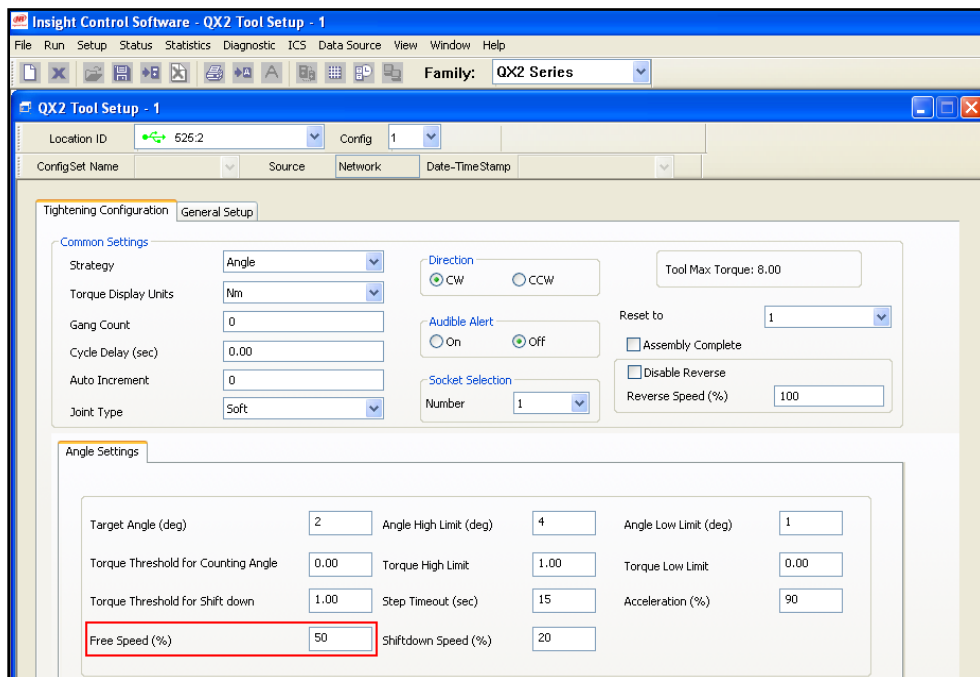 Insight Control Software - QX2 Tool Setup - 1
File Run Setup Status Statistics Diagnostic ICS Data Source View Window Help
Family: QX2 Series
QX2 Tool Setup - 1
Location ID 525:2 Config 1
ConfigSet Name Source Network Date-TimeStamp
Tightening Configuration General Setup
Common Settings
Strategy Angle
Torque Display Units Nm
Gang Count 0
Cycle Delay (sec) 0.00
Auto Increment 0
Joint Type Soft
Direction
CW CCW
Audible Alert
On Off
Socket Selection
Number 1
Tool Max Torque: 8.00
Reset to 1
Assembly Complete
Disable Reverse
Reverse Speed (%) 100
Angle Settings
Target Angle (deg) 2 Angle High Limit (deg) 4 Angle Low Limit (deg) 1
Torque Threshold for Counting Angle 0.00 Torque High Limit 1.00 Torque Low Limit 0.00
Torque Threshold for Shift down 1.00 Step Timeout (sec) 15 Acceleration (%) 90
Free Speed (%) 50 Shiftdown Speed (%) 20